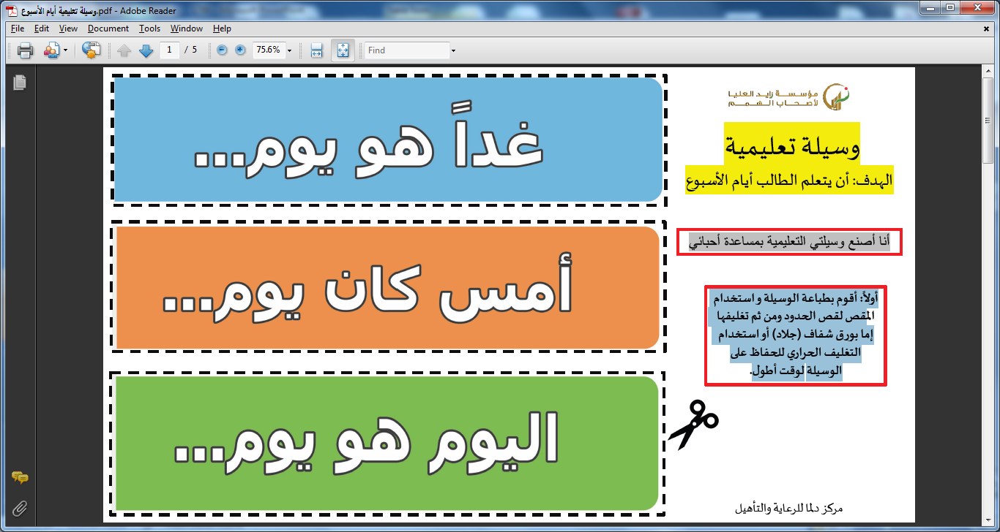 وسيلة تعليمية أيام الأسبوع.pdf - Adobe Reader
File Edit View Document Tools Window Help
1 / 5 75.6% Find
مؤسسة زايد العليا
لأصحاب الهمم
وسيلة تعليمية
الهدف: أن يتعلم الطالب أيام الأسبوع
أنا أصنع وسيلتي التعليمية بمساعدة أحبائي
أولاً: أقوم بطباعة الوسيلة واستخدام
المقص لقص الحدود ومن ثم تغليفها
إما بورق شفاف (جلاد) أو استخدام
التغليف الحراري للحفاظ على
الوسيلة لوقت أطول.
غداً هو يوم...
أمس كان يوم...
اليوم هو يوم...
مركز دلما للرعاية والتأهيل